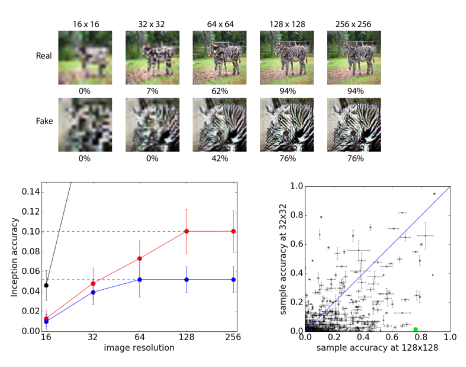 16 x 16 32 x 32 64 x 64 128 x 128 256 x 256
Real
0% 7% 62% 94% 94%
Fake
0% 0% 42% 76% 76%
0.14
0.12
0.10
0.08
0.06
0.04
0.02
0.00
Inception accuracy
16 32 64 128 256
image resolution
1.0
0.8
0.6
0.4
0.2
0.0
sample accuracy at 32x32
0.0 0.2 0.4 0.6 0.8 1.0
sample accuracy at 128x128